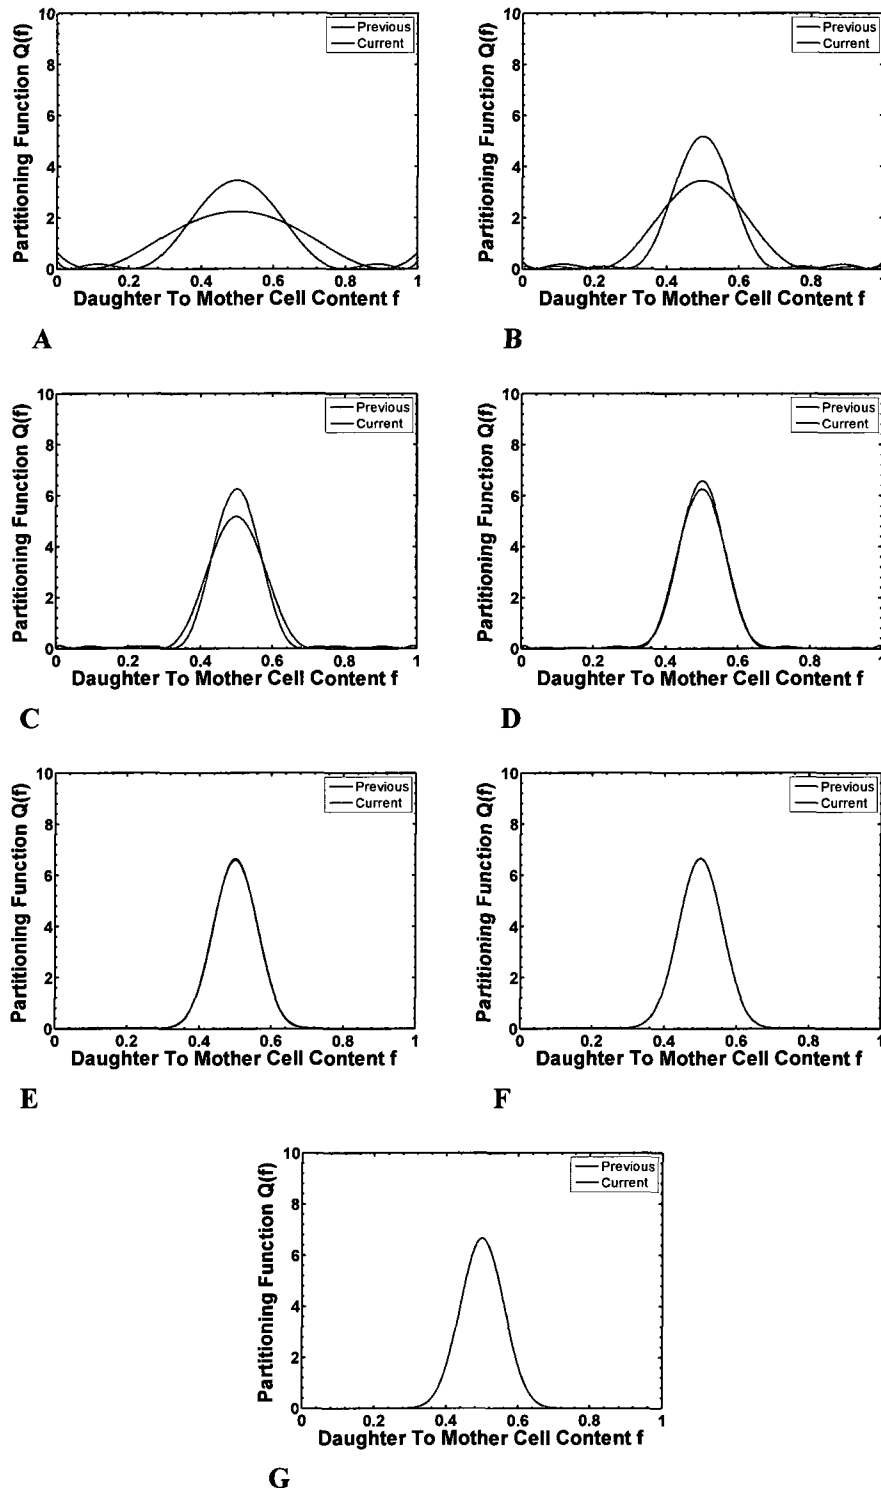 10
8
6
4
2
0
Partitioning Function Q(f)
Previous
Current
0 0.2 0.4 0.6 0.8 1
Daughter To Mother Cell Content f
A
10
8
6
4
2
0
Partitioning Function Q(f)
Previous
Current
0 0.2 0.4 0.6 0.8 1
Daughter To Mother Cell Content f
B
10
8
6
4
2
0
Partitioning Function Q(f)
Previous
Current
0 0.2 0.4 0.6 0.8 1
Daughter To Mother Cell Content f
C
10
8
6
4
2
0
Partitioning Function Q(f)
Previous
Current
0 0.2 0.4 0.6 0.8 1
Daughter To Mother Cell Content f
D
10
8
6
4
2
0
Partitioning Function Q(f)
Previous
Current
0 0.2 0.4 0.6 0.8 1
Daughter To Mother Cell Content f
E
10
8
6
4
2
0
Partitioning Function Q(f)
Previous
Current
0 0.2 0.4 0.6 0.8 1
Daughter To Mother Cell Content f
F
10
8
6
4
2
0
Partitioning Function Q(f)
Previous
Current
0 0.2 0.4 0.6 0.8 1
Daughter To Mother Cell Content f
G